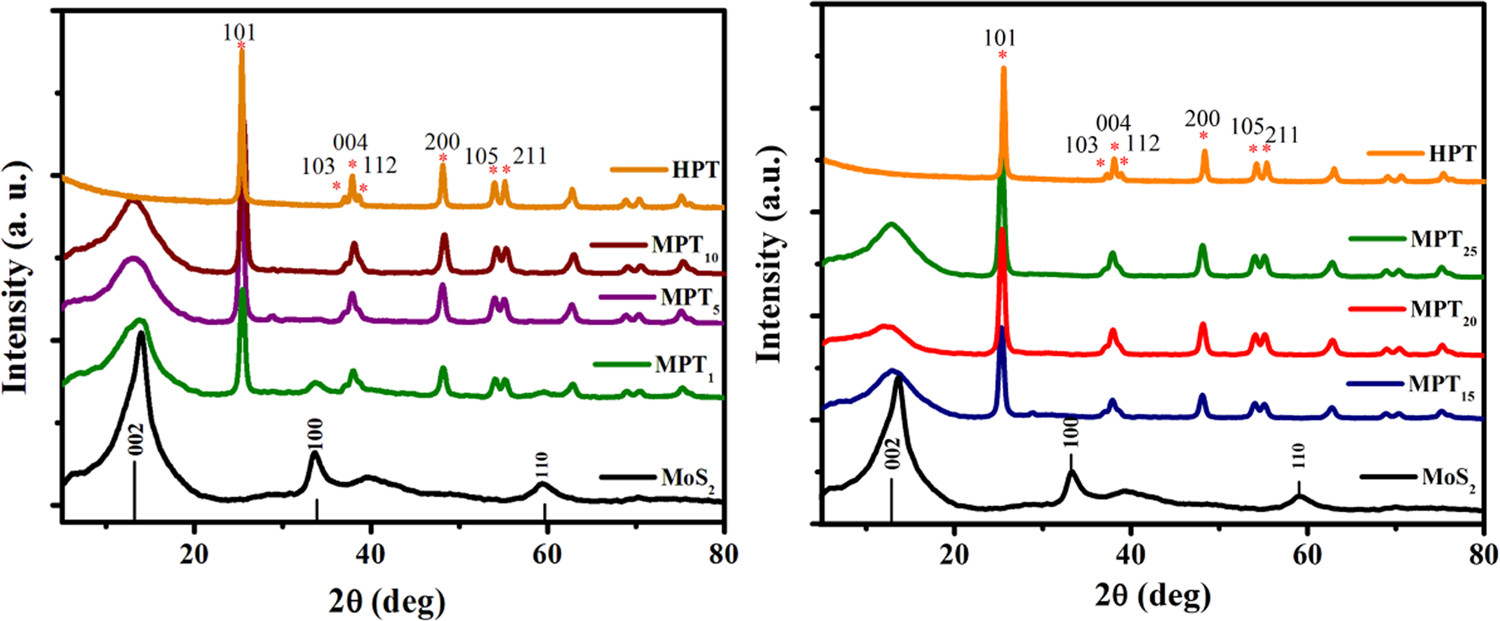 101
004
103 * 112
200
105 211
HPT
MPT10
MPT5
MPT1
002
100
110
MoS2
20 40 60 80
2θ (deg)
Intensity (a. u.)
101
004
103 * 112
200
105 211
HPT
MPT25
MPT20
MPT15
002
100
110
MoS2
20 40 60 80
2θ (deg)
Intensity (a.u.)